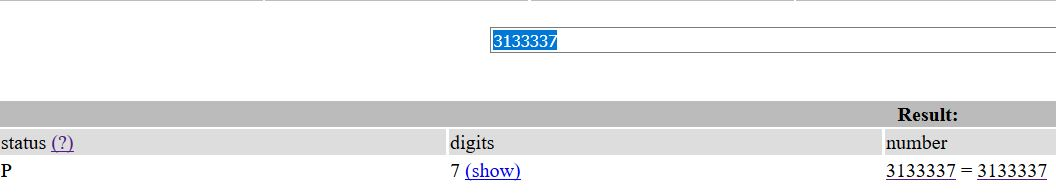 3133337
Result:
status (?) digits number
P 7 (show) 3133337 = 3133337